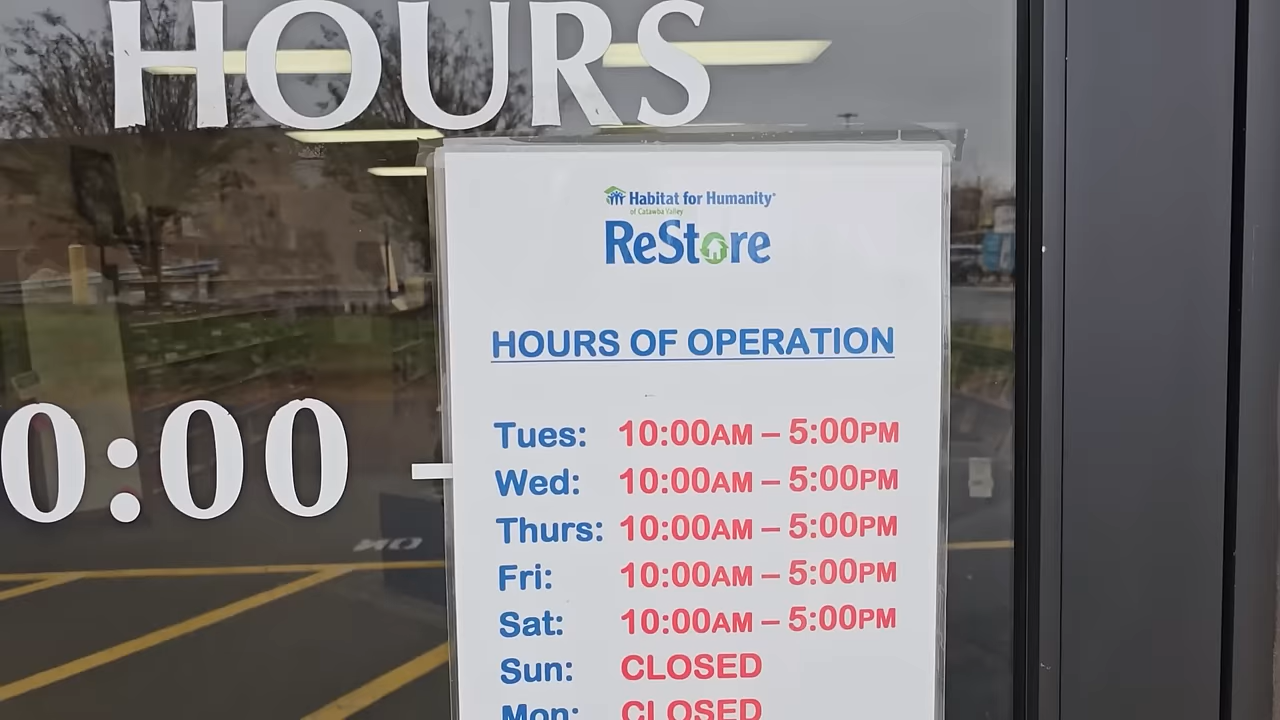 HOURS
Habitat for Humanity®
of Catawba Valley
ReStore
HOURS OF OPERATION
0:00 -
Tues: 10:00AM – 5:00PM
Wed: 10:00AM – 5:00PM
Thurs: 10:00AM – 5:00PM
Fri: 10:00AM – 5:00PM
Sat: 10:00AM – 5:00PM
Sun: CLOSED
Mon: CLOSED